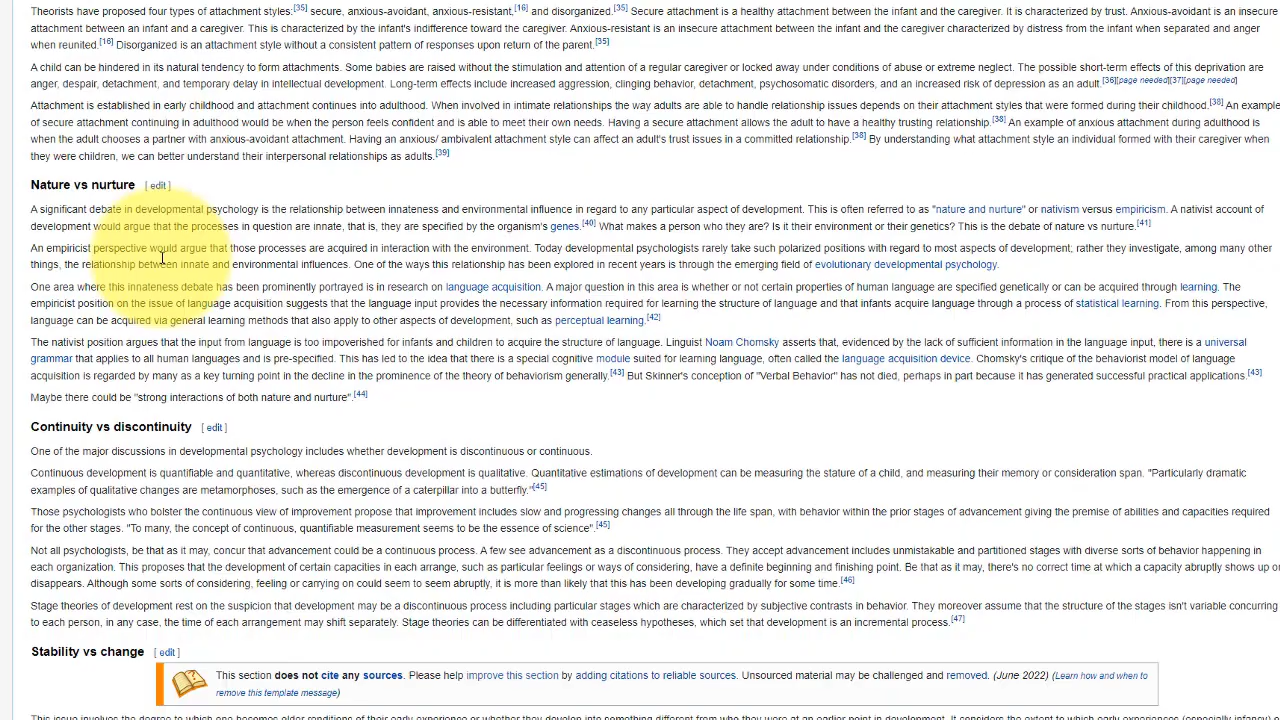 Theorists have proposed four types of attachment styles:[35] secure, anxious-avoidant, anxious-resistant,[16] and disorganized.[35] Secure attachment is a healthy attachment between the infant and the caregiver. It is characterized by trust. Anxious-avoidant is an insecure
attachment between an infant and a caregiver. This is characterized by the infant's indifference toward the caregiver. Anxious-resistant is an insecure attachment between the infant and the caregiver characterized by distress from the infant when separated and anger
when reunited.[16] Disorganized is an attachment style without a consistent pattern of responses upon return of the parent.[35]
A child can be hindered in its natural tendency to form attachments. Some babies are raised without the stimulation and attention of a regular caregiver or locked away under conditions of abuse or extreme neglect. The possible short-term effects of this deprivation are
anger, despair, detachment, and temporary delay in intellectual development. Long-term effects include increased aggression, clinging behavior, detachment, psychosomatic disorders, and an increased risk of depression as an adult.[36][page needed][37][page needed]
Attachment is established in early childhood and attachment continues into adulthood. When involved in intimate relationships the way adults are able to handle relationship issues depends on their attachment styles that were formed during their childhood.[38] An example
of secure attachment continuing in adulthood would be when the person feels confident and is able to meet their own needs. Having a secure attachment allows the adult to have a healthy trusting relationship.[38] An example of anxious attachment during adulthood is
when the adult chooses a partner with anxious-avoidant attachment. Having an anxious/ ambivalent attachment style can affect an adult's trust issues in a committed relationship.[38] By understanding what attachment style an individual formed with their caregiver when
they were children, we can better understand their interpersonal relationships as adults.[39]
Nature vs nurture [ edit ]
A significant debate in developmental psychology is the relationship between innateness and environmental influence in regard to any particular aspect of development. This is often referred to as "nature and nurture" or nativism versus empiricism. A nativist account of
development would argue that the processes in question are innate, that is, they are specified by the organism's genes.[40] What makes a person who they are? Is it their environment or their genetics? This is the debate of nature vs nurture.[41]
An empiricist perspective would argue that those processes are acquired in interaction with the environment. Today developmental psychologists rarely take such polarized positions with regard to most aspects of development; rather they investigate, among many other
things, the relationship between innate and environmental influences. One of the ways this relationship has been explored in recent years is through the emerging field of evolutionary developmental psychology.
One area where this innateness debate has been prominently portrayed is in research on language acquisition. A major question in this area is whether or not certain properties of human language are specified genetically or can be acquired through learning. The
empiricist position on the issue of language acquisition suggests that the language input provides the necessary information required for learning the structure of language and that infants acquire language through a process of statistical learning. From this perspective,
language can be acquired via general learning methods that also apply to other aspects of development, such as perceptual learning.[42]
The nativist position argues that the input from language is too impoverished for infants and children to acquire the structure of language. Linguist Noam Chomsky asserts that, evidenced by the lack of sufficient information in the language input, there is a universal
grammar that applies to all human languages and is pre-specified. This has led to the idea that there is a special cognitive module suited for learning language, often called the language acquisition device. Chomsky's critique of the behaviorist model of language
acquisition is regarded by many as a key turning point in the decline in the prominence of the theory of behaviorism generally.[43] But Skinner's conception of "Verbal Behavior" has not died, perhaps in part because it has generated successful practical applications.[43]
Maybe there could be "strong interactions of both nature and nurture".[44]
Continuity vs discontinuity [ edit ]
One of the major discussions in developmental psychology includes whether development is discontinuous or continuous.
Continuous development is quantifiable and quantitative, whereas discontinuous development is qualitative. Quantitative estimations of development can be measuring the stature of a child, and measuring their memory or consideration span. "Particularly dramatic
examples of qualitative changes are metamorphoses, such as the emergence of a caterpillar into a butterfly."[45]
Those psychologists who bolster the continuous view of improvement propose that improvement includes slow and progressing changes all through the life span, with behavior within the prior stages of advancement giving the premise of abilities and capacities required
for the other stages. "To many, the concept of continuous, quantifiable measurement seems to be the essence of science".[45]
Not all psychologists, be that as it may, concur that advancement could be a continuous process. A few see advancement as a discontinuous process. They accept advancement includes unmistakable and partitioned stages with diverse sorts of behavior happening in
each organization. This proposes that the development of certain capacities in each arrange, such as particular feelings or ways of considering, have a definite beginning and finishing point. Be that as it may, there's no correct time at which a capacity abruptly shows up or
disappears. Although some sorts of considering, feeling or carrying on could seem to seem abruptly, it is more than likely that this has been developing gradually for some time.[46]
Stage theories of development rest on the suspicion that development may be a discontinuous process including particular stages which are characterized by subjective contrasts in behavior. They moreover assume that the structure of the stages isn't variable concurring
to each person, in any case, the time of each arrangement may shift separately. Stage theories can be differentiated with ceaseless hypotheses, which set that development is an incremental process.[47]
Stability vs change [ edit ]
This section does not cite any sources. Please help improve this section by adding citations to reliable sources. Unsourced material may be challenged and removed. (June 2022) (Learn how and when to
remove this template message)
This issue involves the degree to which one becomes older renditions of their early experience or whether they develop into something different from who they were at an earlier point in development. It considers the extent to which early experiences (especially infancy)